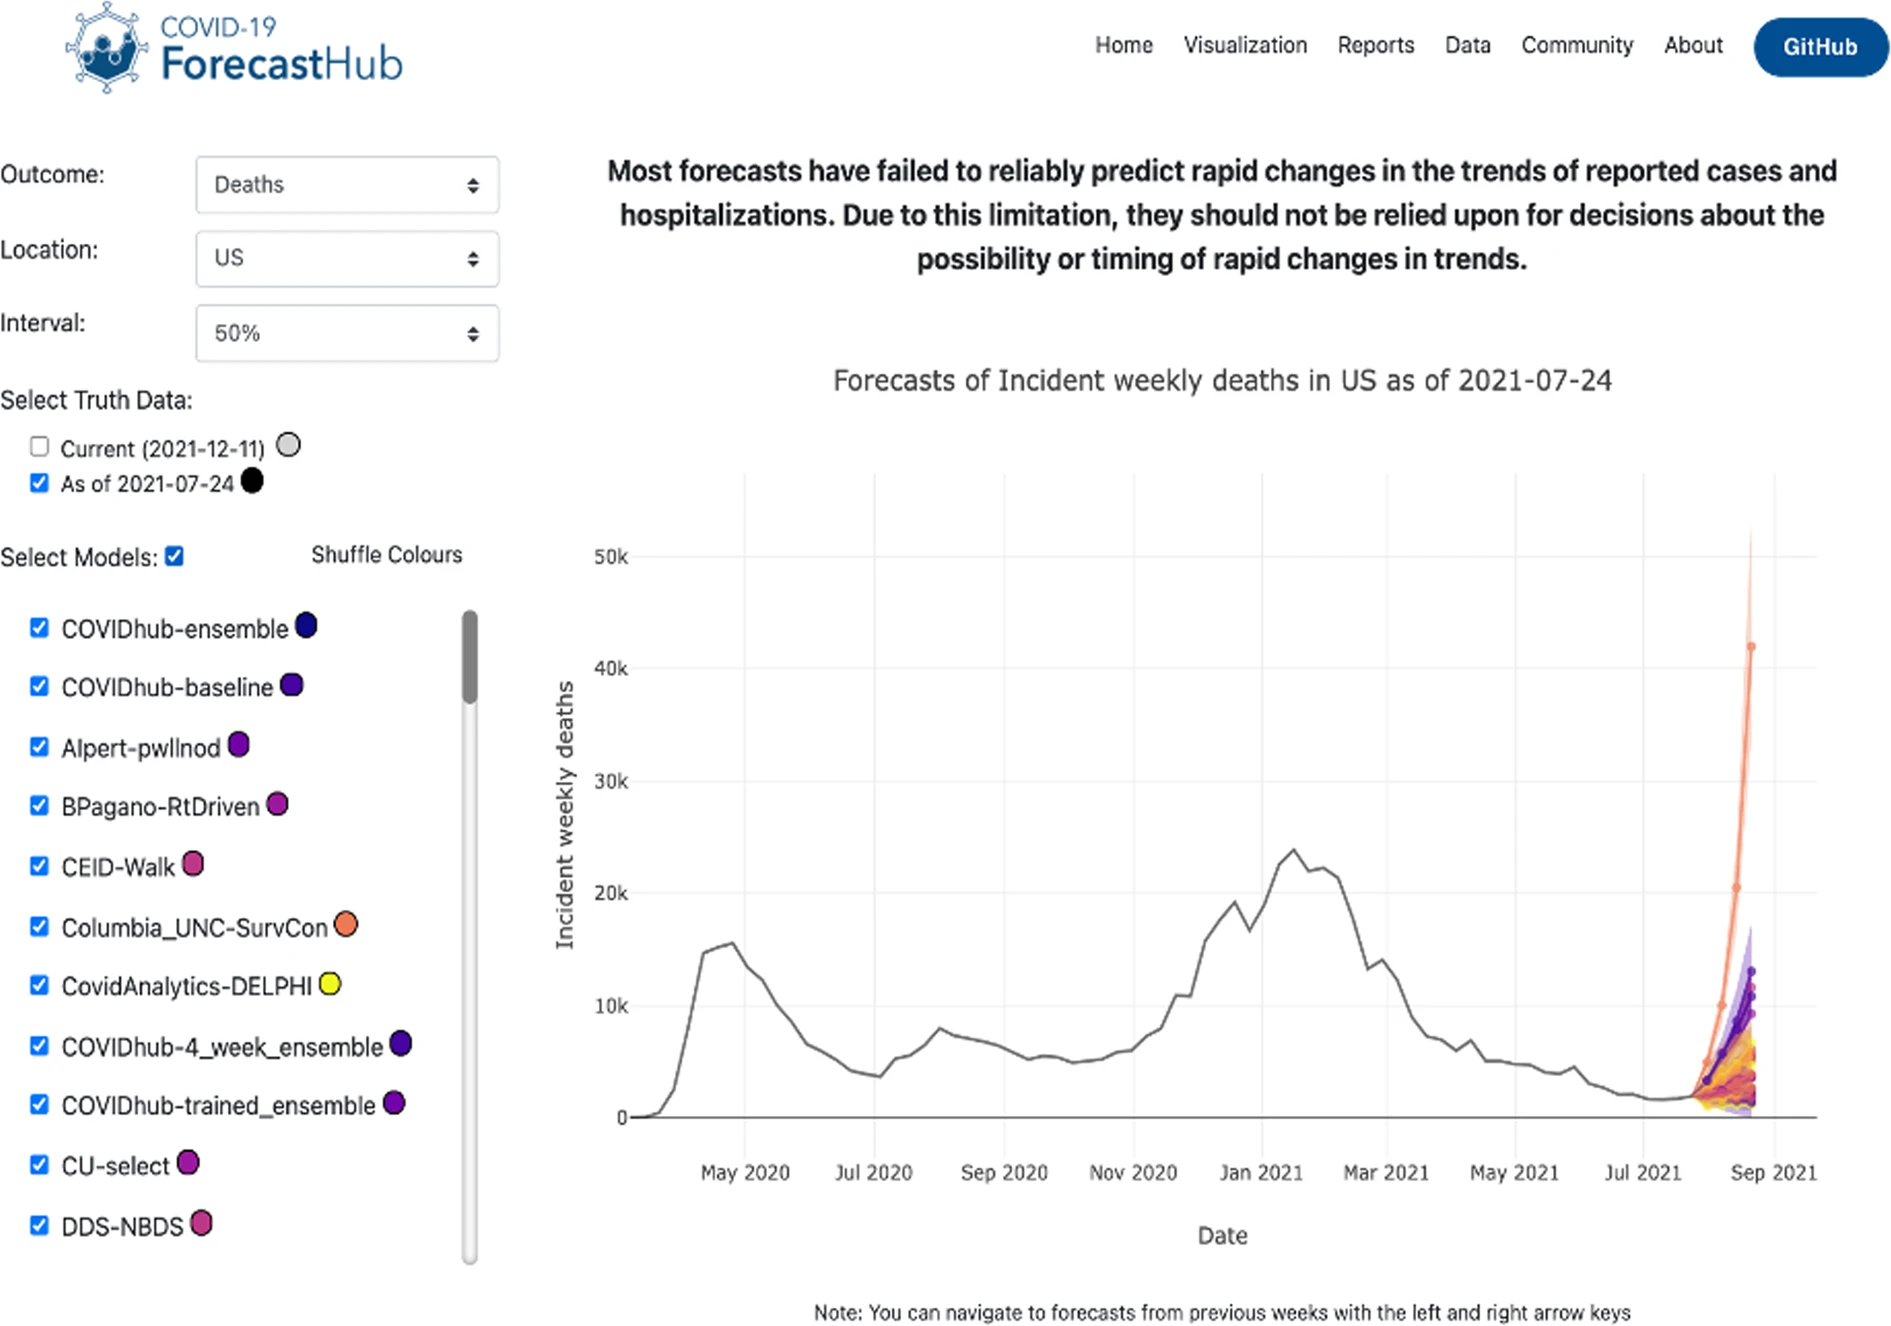 COVID-19
ForecastHub
Home Visualization Reports Data Community About GitHub
Outcome: Deaths
Location: US
Interval: 50%
Select Truth Data:
Current (2021-12-11)
As of 2021-07-24
Select Models: Shuffle Colours
COVIDhub-ensemble
COVIDhub-baseline
Alpert-pwllnod
BPagano-RtDriven
CEID-Walk
Columbia_UNC-SurvCon
CovidAnalytics-DELPHI
COVIDhub-4_week_ensemble
COVIDhub-trained_ensemble
CU-select
DDS-NBDS
Most forecasts have failed to reliably predict rapid changes in the trends of reported cases and
hospitalizations. Due to this limitation, they should not be relied upon for decisions about the
possibility or timing of rapid changes in trends.
Forecasts of Incident weekly deaths in US as of 2021-07-24
Incident weekly deaths
50k
40k
30k
20k
10k
0
May 2020 Jul 2020 Sep 2020 Nov 2020 Jan 2021 Mar 2021 May 2021 Jul 2021 Sep 2021
Date
Note: You can navigate to forecasts from previous weeks with the left and right arrow keys